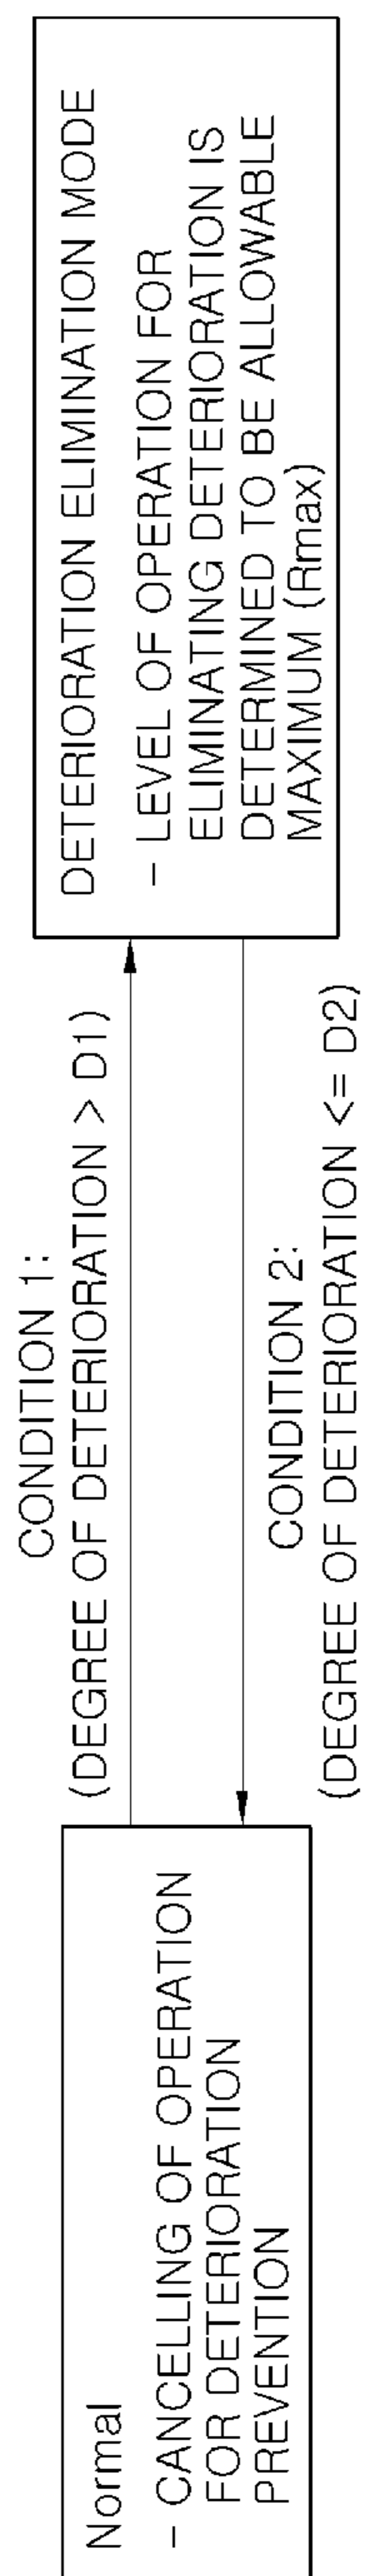 Normal
- CANCELLING OF OPERATION
FOR DETERIORATION
PREVENTION
CONDITION 1:
(DEGREE OF DETERIORATION > D1)
CONDITION 2:
(DEGREE OF DETERIORATION <= D2)
DETERIORATION ELIMINATION MODE
- LEVEL OF OPERATION FOR
ELIMINATING DETERIORATION IS
DETERMINED TO BE ALLOWABLE
MAXIMUM (Rmax)